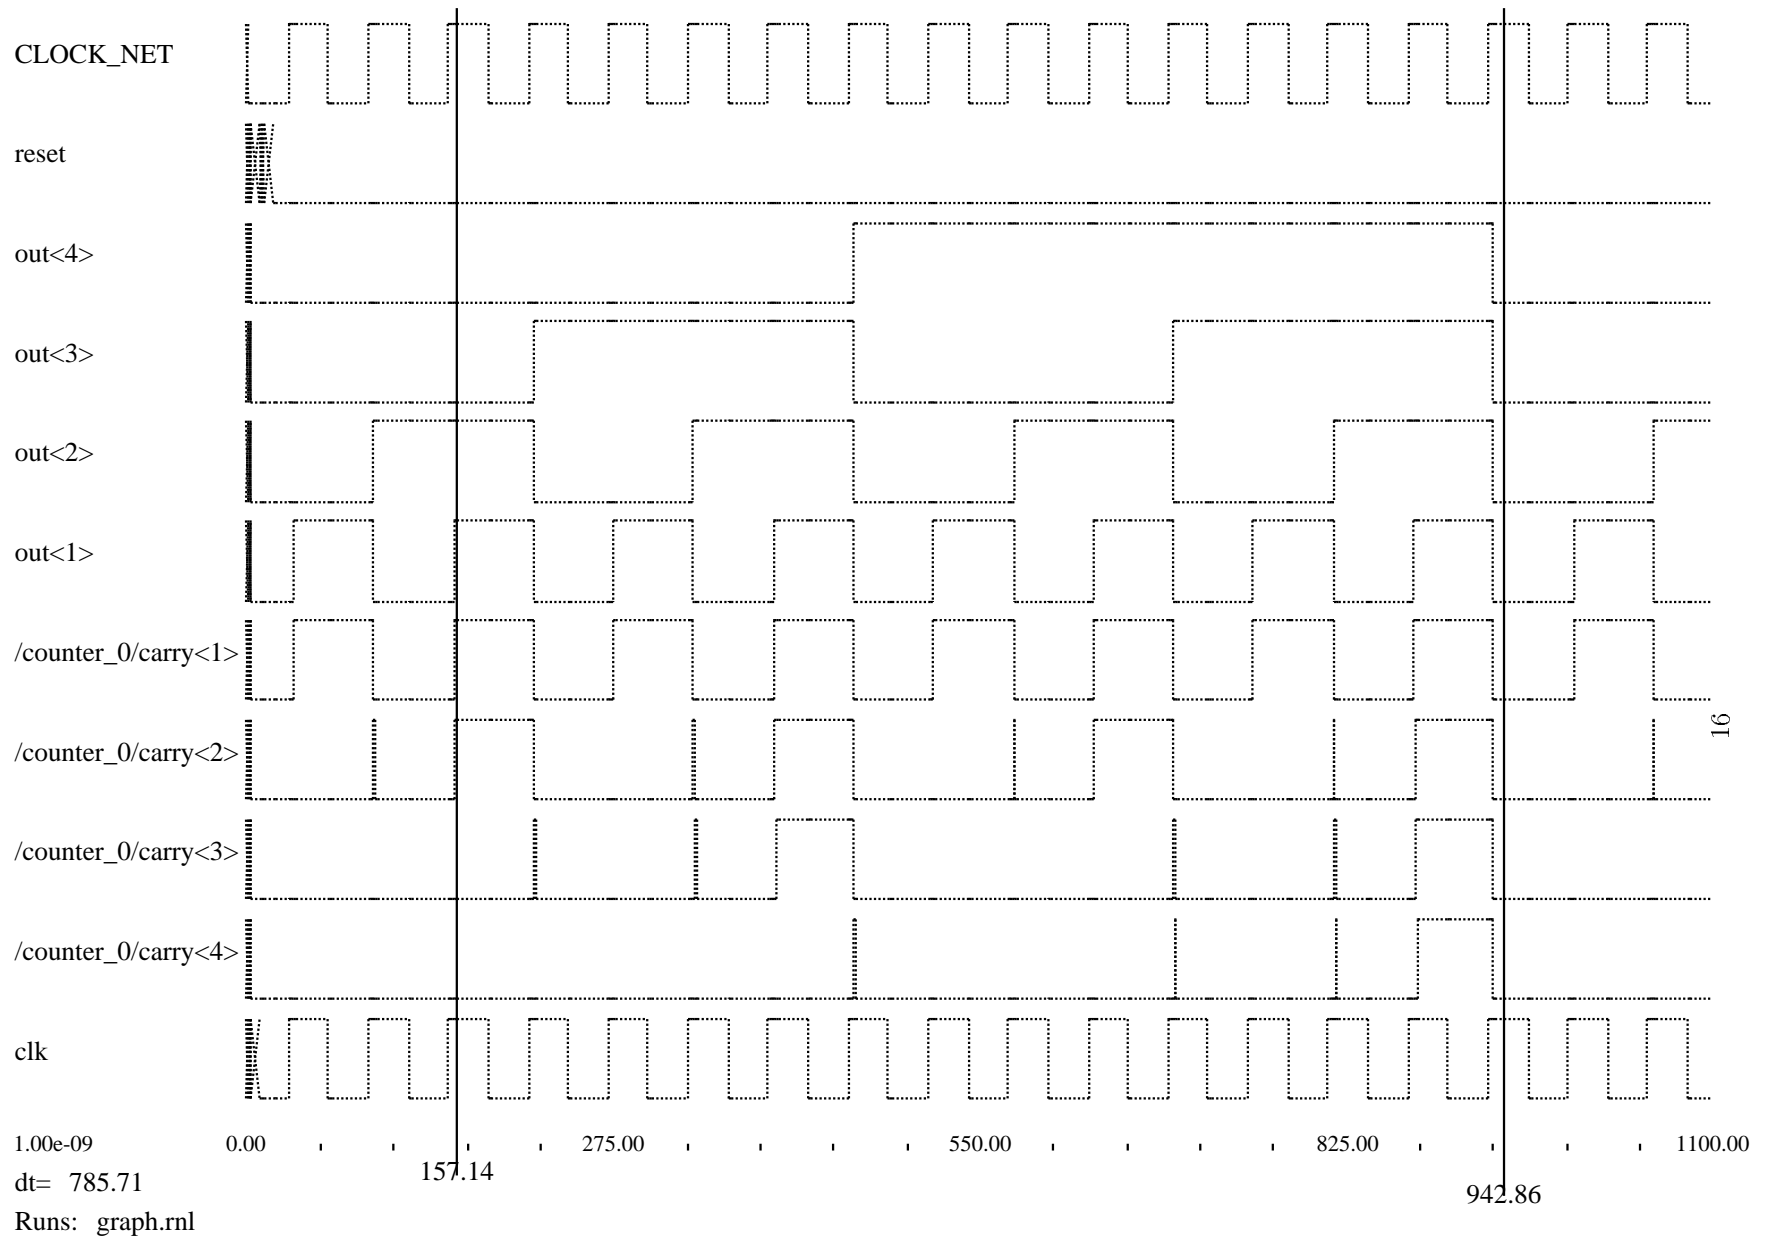 CLOCK_NET
reset
out<4>
out<3>
out<2>
out<1>
/counter_0/carry<1>
/counter_0/carry<2>
16
/counter_0/carry<3>
/counter_0/carry<4>
clk
1.00e-09 0.00 275.00 550.00 825.00 1100.00
dt= 785.71 157.14 942.86
Runs: graph.rnl